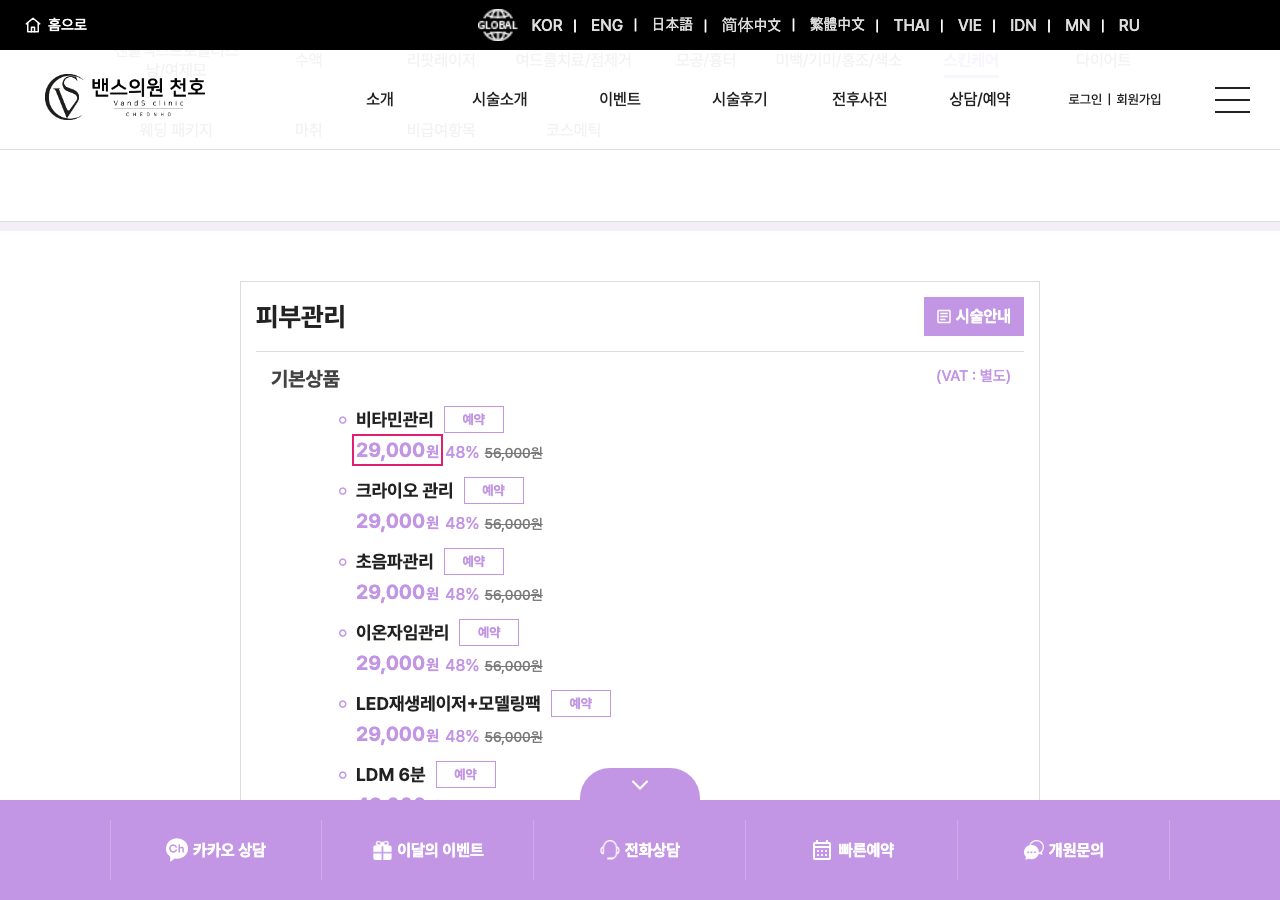 홈으로
GLOBAL KOR | ENG | 日本語 | 简体中文 | 繁體中文 | THAI | VIE | IDN | MN | RU
남/여제모 수액 리팟레이저 여드름치료/점제거 모공/흉터 미백/기미/홍조/색소 스킨케어 다이어트
밴스의원 천호
VandS clinic
CHEONHO
소개 시술소개 이벤트 시술후기 전후사진 상담/예약 로그인 | 회원가입
웨딩 패키지 마취 비급여항목 코스메틱
피부관리
시술안내
기본상품
(VAT : 별도)
비타민관리 예약
29,000원 48% 56,000원
크라이오 관리 예약
29,000원 48% 56,000원
초음파관리 예약
29,000원 48% 56,000원
이온자임관리 예약
29,000원 48% 56,000원
LED재생레이저+모델링팩 예약
29,000원 48% 56,000원
LDM 6분 예약
Ch 카카오 상담 이달의 이벤트 전화상담 빠른예약 개원문의